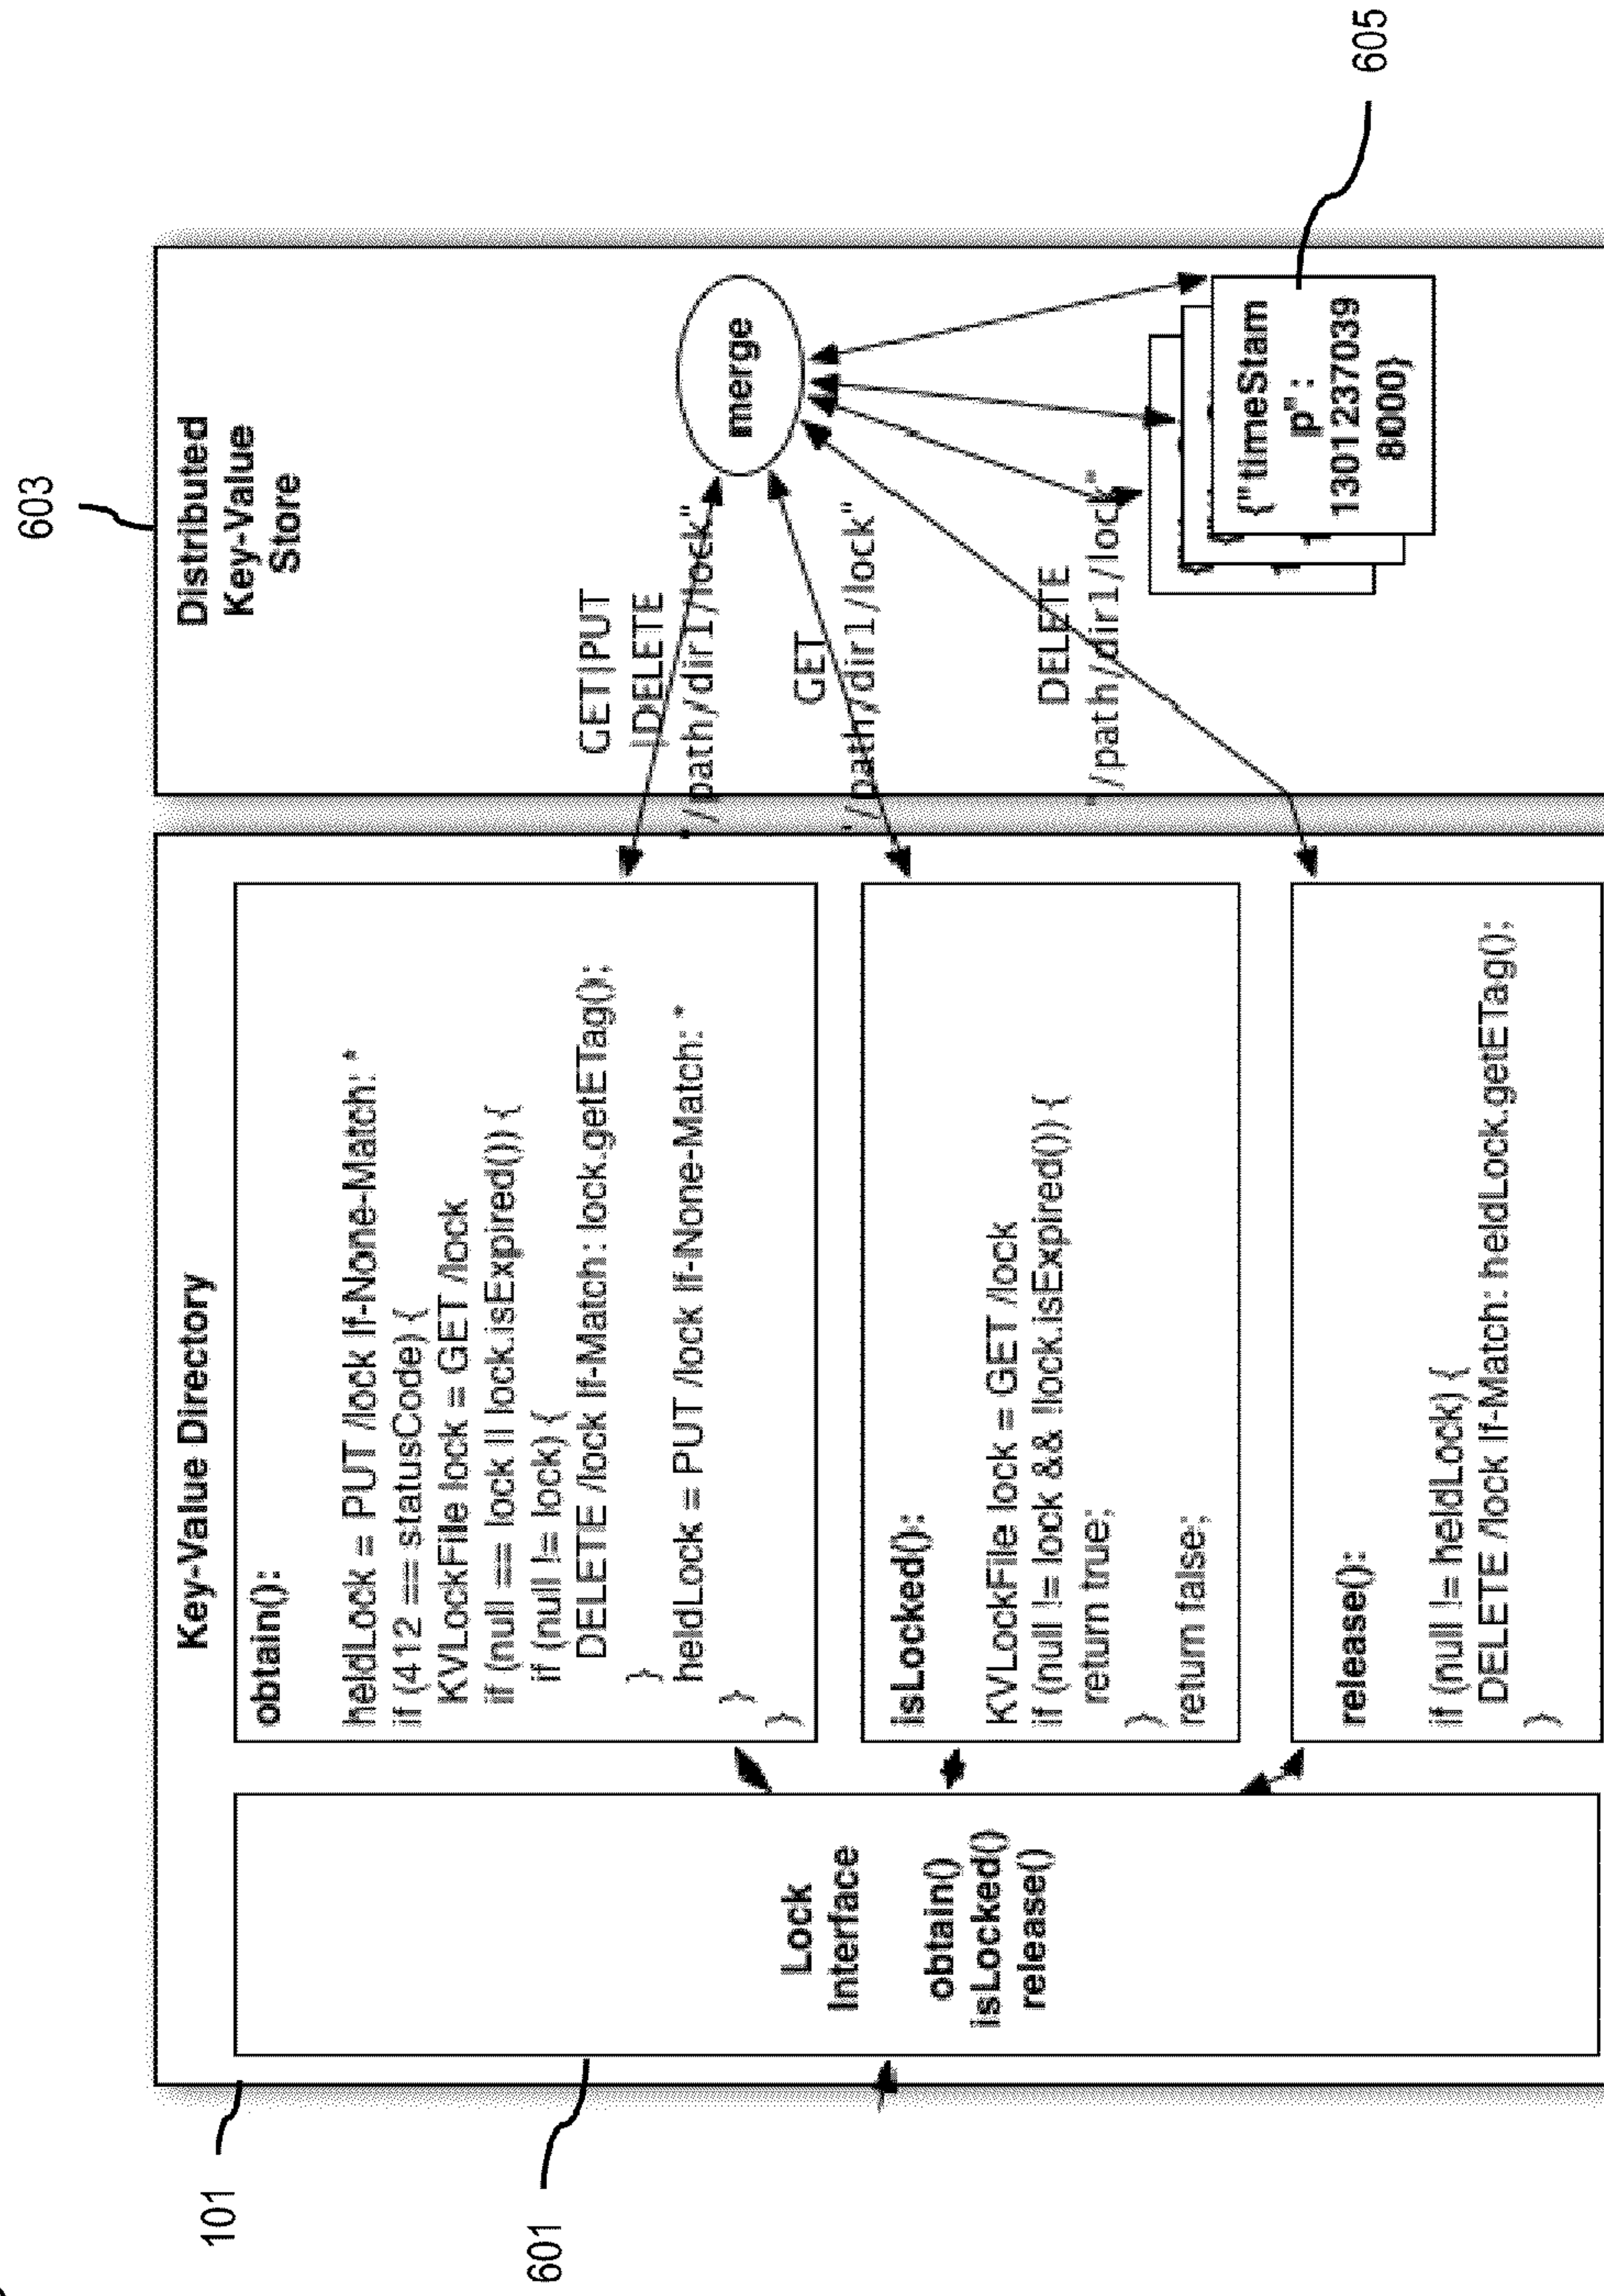 603
Distributed
Key-Value
Store
Key-Value Directory
101
601
Lock
Interface
obtain()
isLocked()
release()
obtain():
heldLock = PUT /lock If-None-Match: *
if (412 == statusCode) {
KVLockFile lock = GET /lock
if (null == lock || lock.isExpired()) {
if (null != lock) {
DELETE /lock If-Match: lock.getETag();
}
heldLock = PUT /lock If-None-Match: *
}
}
isLocked():
KVLockFile lock = GET /lock
if (null != lock && !lock.isExpired()) {
return true;
}
return false;
release():
if (null != heldLock) {
DELETE /lock If-Match: heldLock.getETag();
}
GET|PUT
|DELETE
"/path/dir1/lock"
GET
"/path/dir1/lock"
DELETE
"/path/dir1/lock"
merge
{"timeStam
p":
1301237039
8000}
605